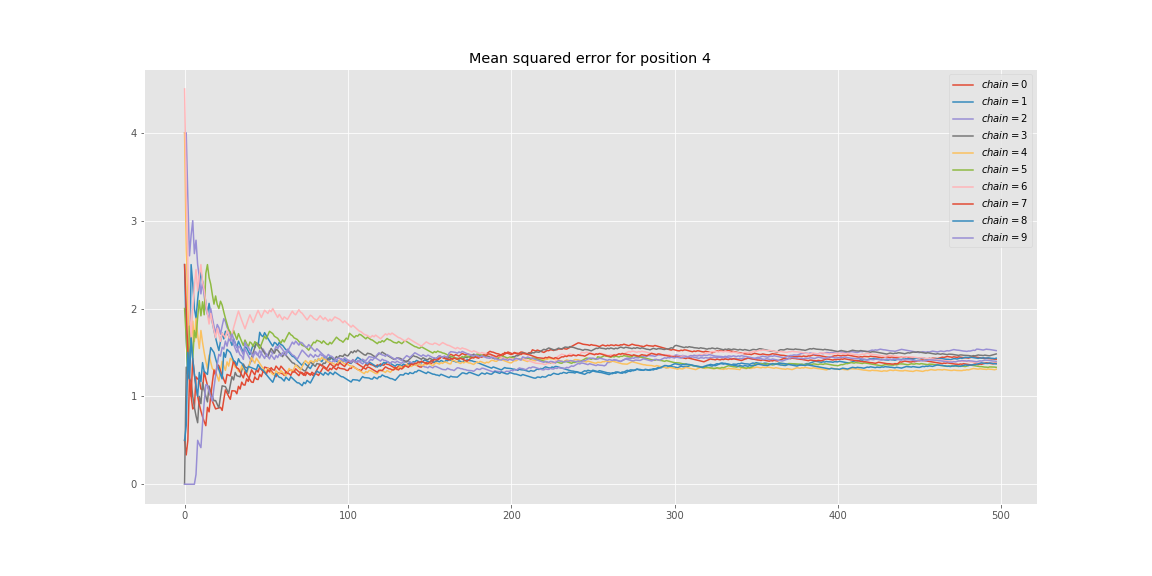 Mean squared error for position 4
chain = 0
chain = 1
chain = 2
chain = 3
chain = 4
chain = 5
chain = 6
chain = 7
chain = 8
chain = 9
4
3
2
1
0
0 100 200 300 400 500